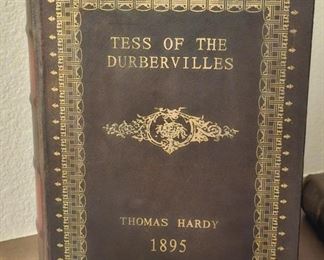 TESS OF THE
DURBERVILLES
THOMAS HARDY
1895